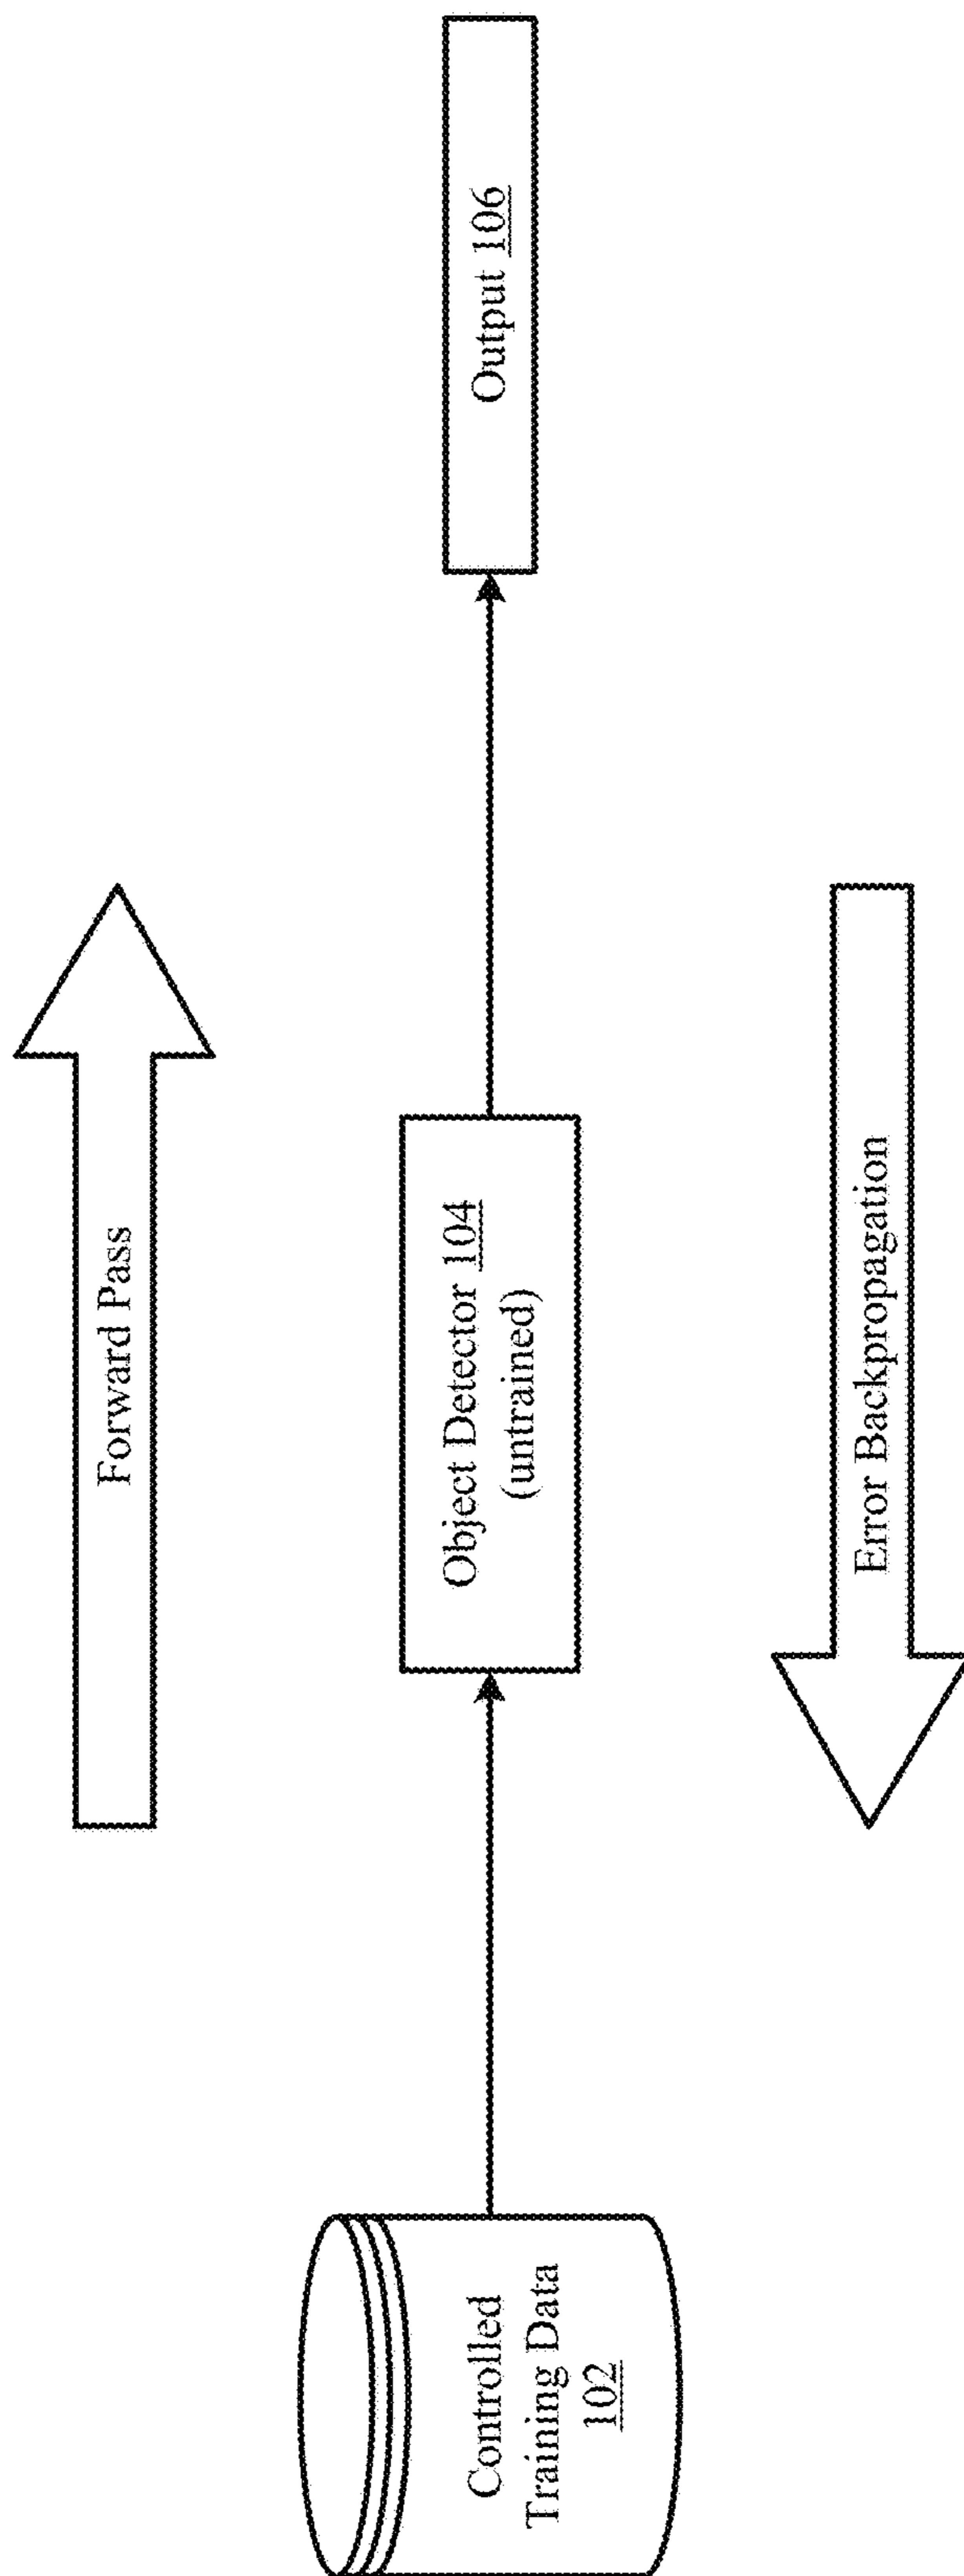 Forward Pass
Controlled
Training Data
102
Object Detector 104
(untrained)
Output 106
Error Backpropagation